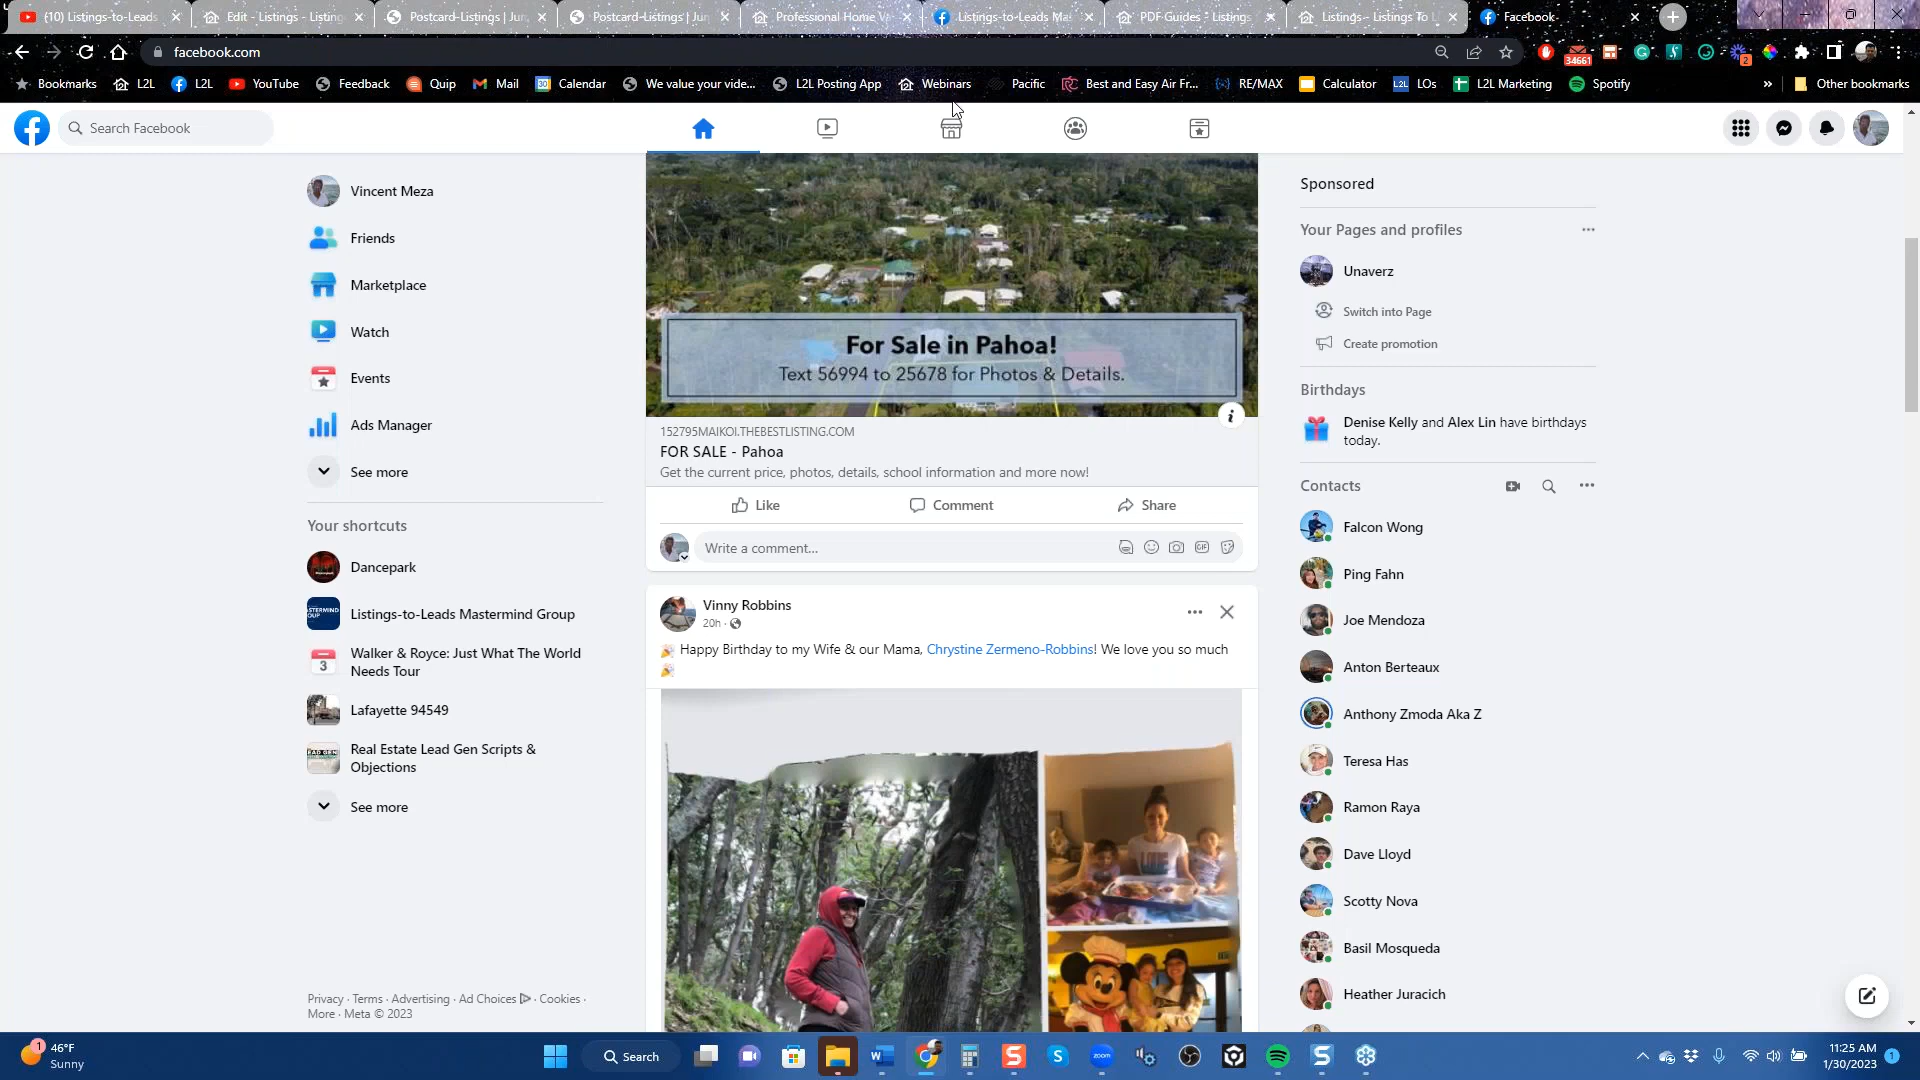 (10) Listings-to-Leads
Edit - Listings - Listing
Postcard-Listings | Jun
Postcard-Listings | Jun
Professional Home V
Listings-to-Leads Ma
PDF Guides - Listings
Listings - Listings To L
Facebook
facebook.com
34661
2
Bookmarks
L2L
L2L
YouTube
Feedback
Quip
Mail
Calendar
We value your vide...
L2L Posting App
Webinars
Pacific
Best and Easy Air Fr...
RE/MAX
Calculator
LOs
L2L Marketing
Spotify
»
Other bookmarks
Search Facebook
Vincent Meza
Friends
Marketplace
Watch
Events
Ads Manager
See more
Your shortcuts
Dancepark
Listings-to-Leads Mastermind Group
3
Walker & Royce: Just What The World
Needs Tour
Lafayette 94549
Real Estate Lead Gen Scripts &
Objections
See more
Privacy · Terms · Advertising · Ad Choices · Cookies ·
More · Meta © 2023
For Sale in Pahoa!
Text 56994 to 25678 for Photos & Details.
152795MAIKOI.THEBESTLISTING.COM
FOR SALE - Pahoa
Get the current price, photos, details, school information and more now!
Like
Comment
Share
Write a comment...
GIF
Vinny Robbins
20h ·
Happy Birthday to my Wife & our Mama, Chrystine Zermeno-Robbins! We love you so much
Sponsored
Your Pages and profiles
Unaverz
Switch into Page
Create promotion
Birthdays
Denise Kelly and Alex Lin have birthdays
today.
Contacts
Falcon Wong
Ping Fahn
Joe Mendoza
Anton Berteaux
Anthony Zmoda Aka Z
Teresa Has
Ramon Raya
Dave Lloyd
Scotty Nova
Basil Mosqueda
Heather Juracich
1
46°F
Sunny
Search
zoom
11:25 AM
1/30/2023
1